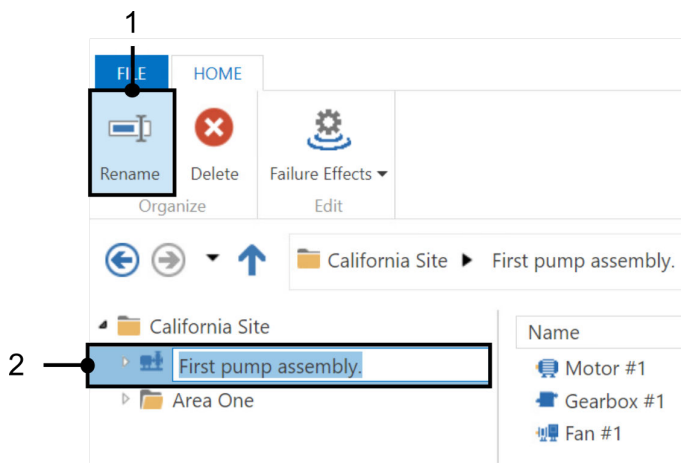 1
FILE HOME
Rename Delete Failure Effects
Organize Edit
California Site First pump assembly.
California Site
2 First pump assembly.
Area One
Name
Motor #1
Gearbox #1
Fan #1